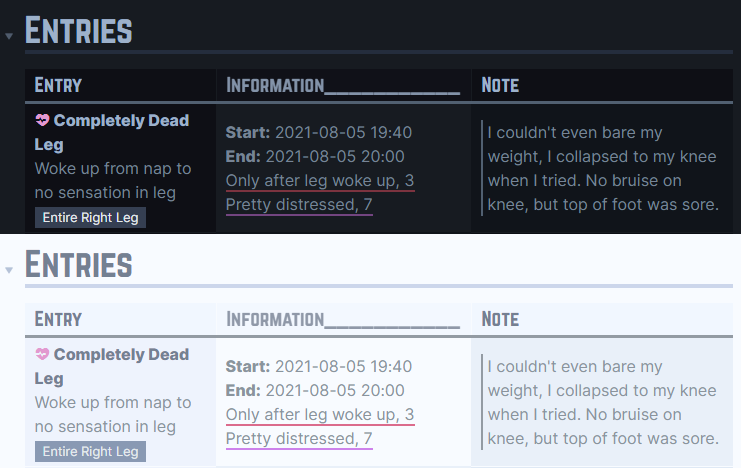 Entries
Entry Information___________ Note
Completely Dead
Leg
Woke up from nap to
no sensation in leg
Entire Right Leg
Start: 2021-08-05 19:40
End: 2021-08-05 20:00
Only after leg woke up, 3
Pretty distressed, 7
I couldn't even bare my
weight, I collapsed to my knee
when I tried. No bruise on
knee, but top of foot was sore.
Entries
Entry Information___________ Note
Completely Dead
Leg
Woke up from nap to
no sensation in leg
Entire Right Leg
Start: 2021-08-05 19:40
End: 2021-08-05 20:00
Only after leg woke up, 3
Pretty distressed, 7
I couldn't even bare my
weight, I collapsed to my knee
when I tried. No bruise on
knee, but top of foot was sore.